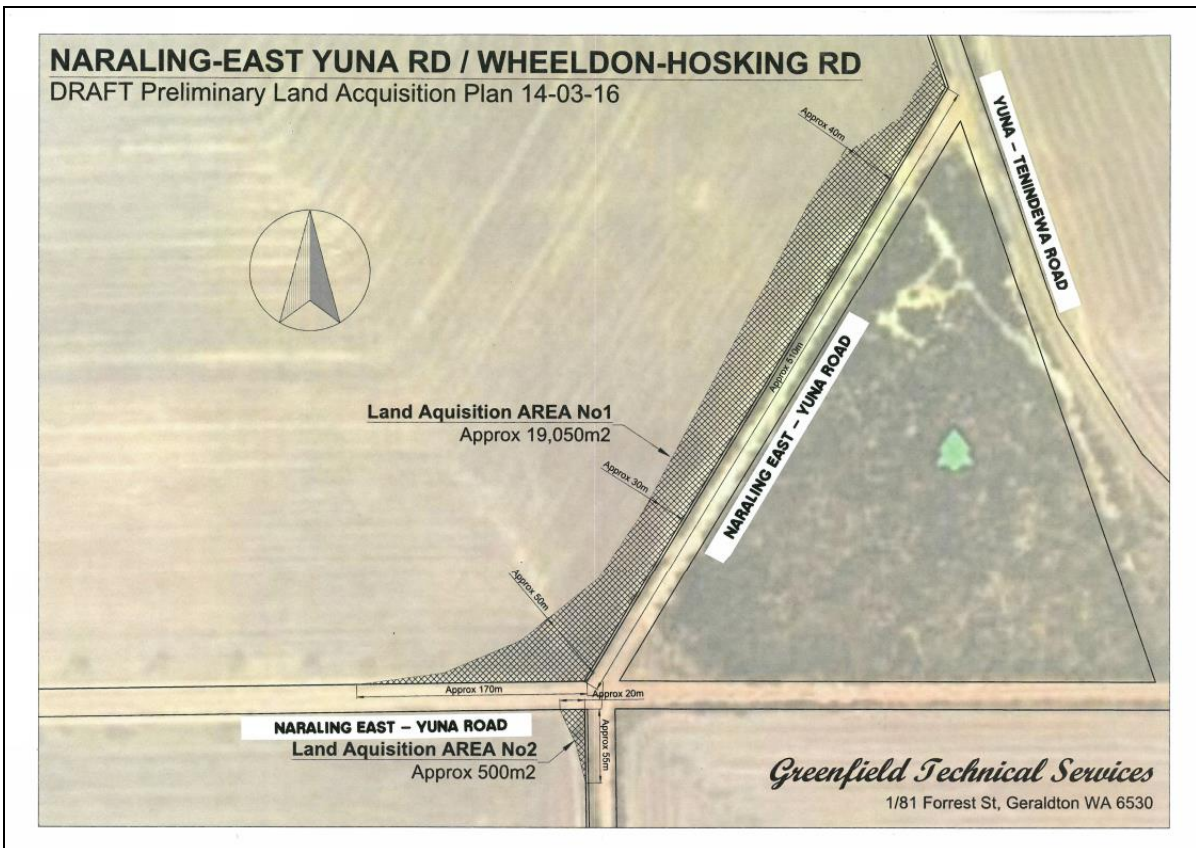 NARALING-EAST YUNA RD / WHEELDON-HOSKING RD
DRAFT Preliminary Land Acquisition Plan 14-03-16
YUNA – TENINDEWA ROAD
Approx 40m
Approx 510m
NARALING EAST – YUNA ROAD
Land Aquisition AREA No1
Approx 19,050m2
Approx 30m
Approx 50m
Approx 170m
Approx 20m
NARALING EAST – YUNA ROAD
Land Aquisition AREA No2
Approx 500m2
Approx 55m
Greenfield Technical Services
1/81 Forrest St, Geraldton WA 6530